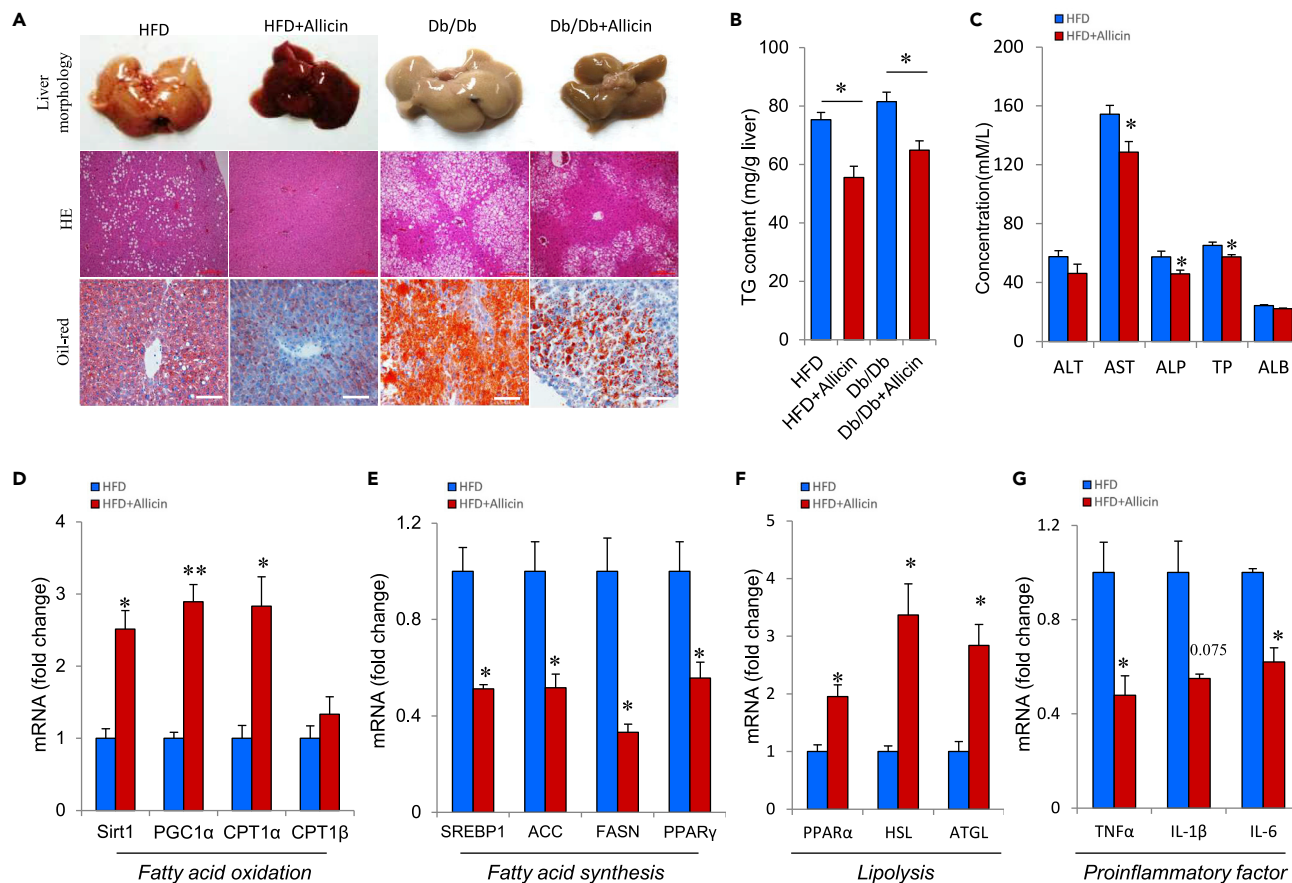 A
HFD
HFD+Allicin
Db/Db
Db/Db+Allicin
Liver
morphology
HE
Oil-red
B
TG content (mg/g liver)
100
80
60
40
20
0
*
*
HFD
HFD+Allicin
Db/Db
Db/Db+Allicin
C
HFD
HFD+Allicin
Concentration(mM/L)
200
160
120
80
40
0
*
*
*
ALT
AST
ALP
TP
ALB
D
HFD
HFD+Allicin
mRNA (fold change)
4
3
2
1
0
*
**
*
Sirt1
PGC1α
CPT1α
CPT1β
Fatty acid oxidation
E
HFD
HFD+Allicin
mRNA (fold change)
1.2
0.8
0.4
0
*
*
*
*
SREBP1
ACC
FASN
PPARγ
Fatty acid synthesis
F
HFD
HFD+Allicin
mRNA (fold change)
5
4
3
2
1
0
*
*
*
PPARα
HSL
ATGL
Lipolysis
G
HFD
HFD+Allicin
mRNA (fold change)
1.2
0.8
0.4
0
*
0.075
*
TNFα
IL-1β
IL-6
Proinflammatory factor